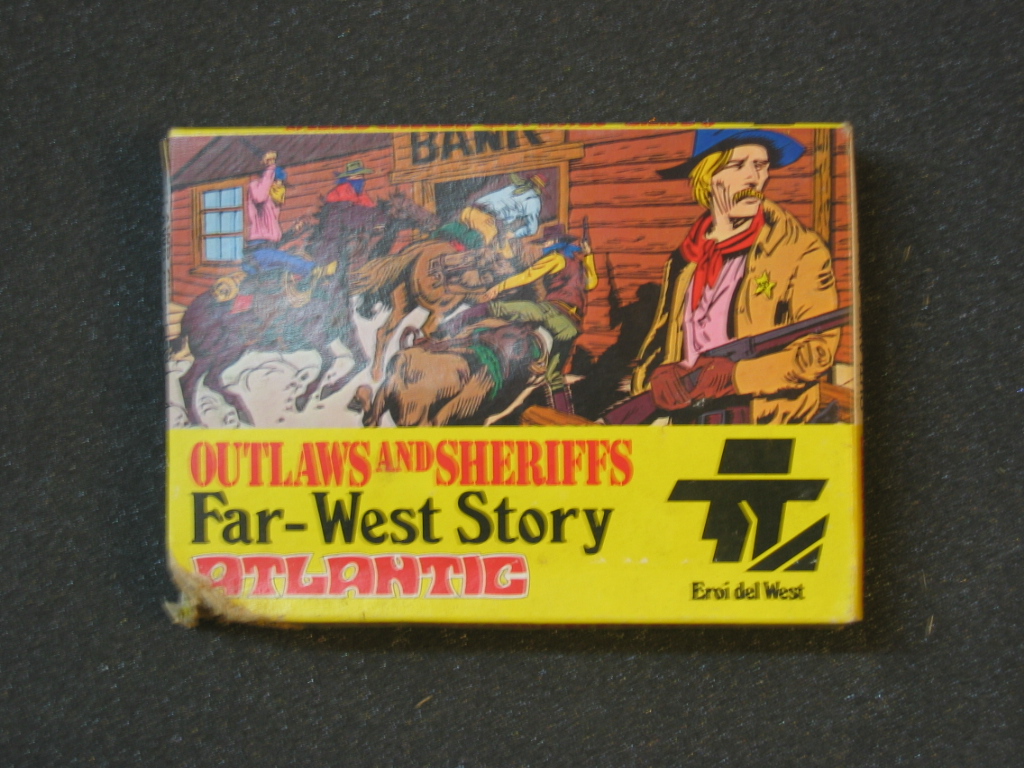 BANK
OUTLAWS AND SHERIFFS
Far-West Story
ATLANTIC
Eroi del West